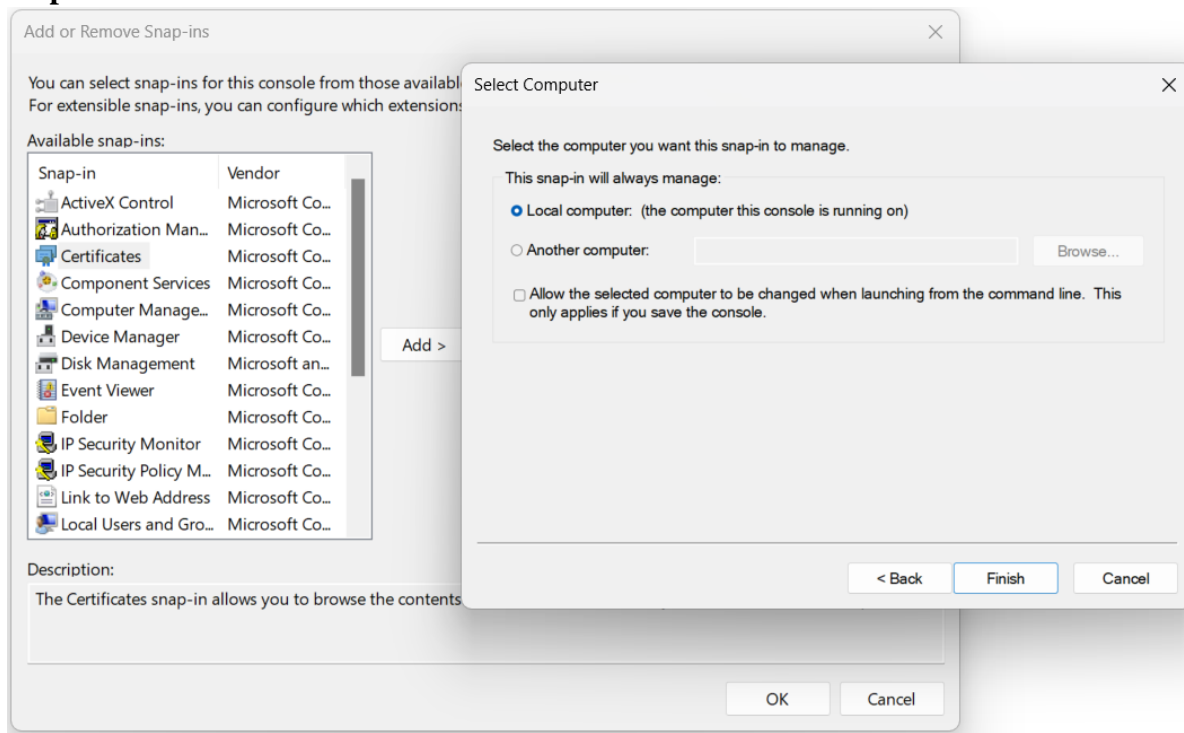 Add or Remove Snap-ins
You can select snap-ins for this console from those availabl
For extensible snap-ins, you can configure which extensions
Available snap-ins:
Snap-in Vendor
ActiveX Control Microsoft Co...
Authorization Man... Microsoft Co...
Certificates Microsoft Co...
Component Services Microsoft Co...
Computer Manage... Microsoft Co...
Device Manager Microsoft Co...
Disk Management Microsoft an...
Event Viewer Microsoft Co...
Folder Microsoft Co...
IP Security Monitor Microsoft Co...
IP Security Policy M... Microsoft Co...
Link to Web Address Microsoft Co...
Local Users and Gro... Microsoft Co...
Add >
Description:
The Certificates snap-in allows you to browse the contents
OK Cancel
Select Computer
Select the computer you want this snap-in to manage.
This snap-in will always manage:
Local computer: (the computer this console is running on)
Another computer: Browse...
Allow the selected computer to be changed when launching from the command line. This
only applies if you save the console.
< Back Finish Cancel